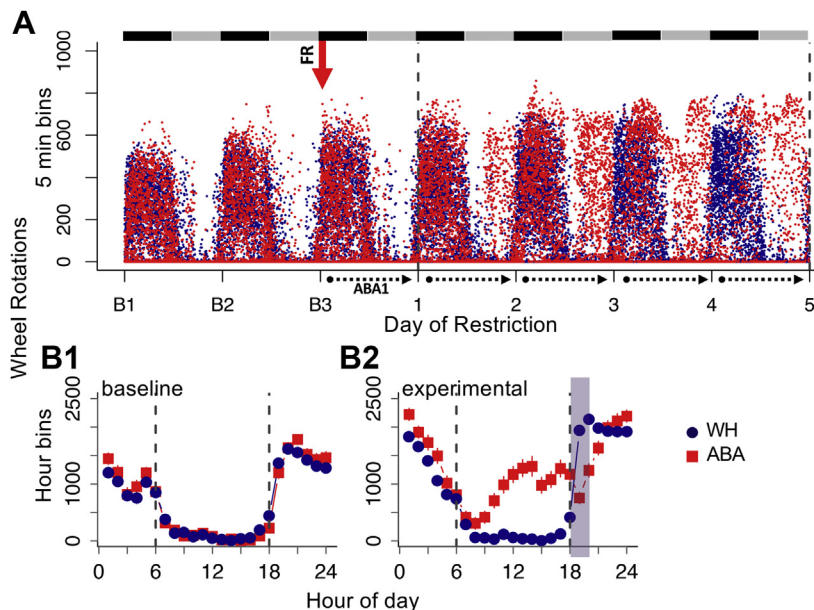 A
FR
1000
600
200
0
5 min bins
Wheel Rotations
ABA1
B1 B2 B3 1 2 3 4 5
Day of Restriction
B1
baseline
2500
1000
0
Hour bins
0 6 12 18 24
B2
experimental
2500
1000
0
0 6 12 18 24
Hour of day
WH
ABA